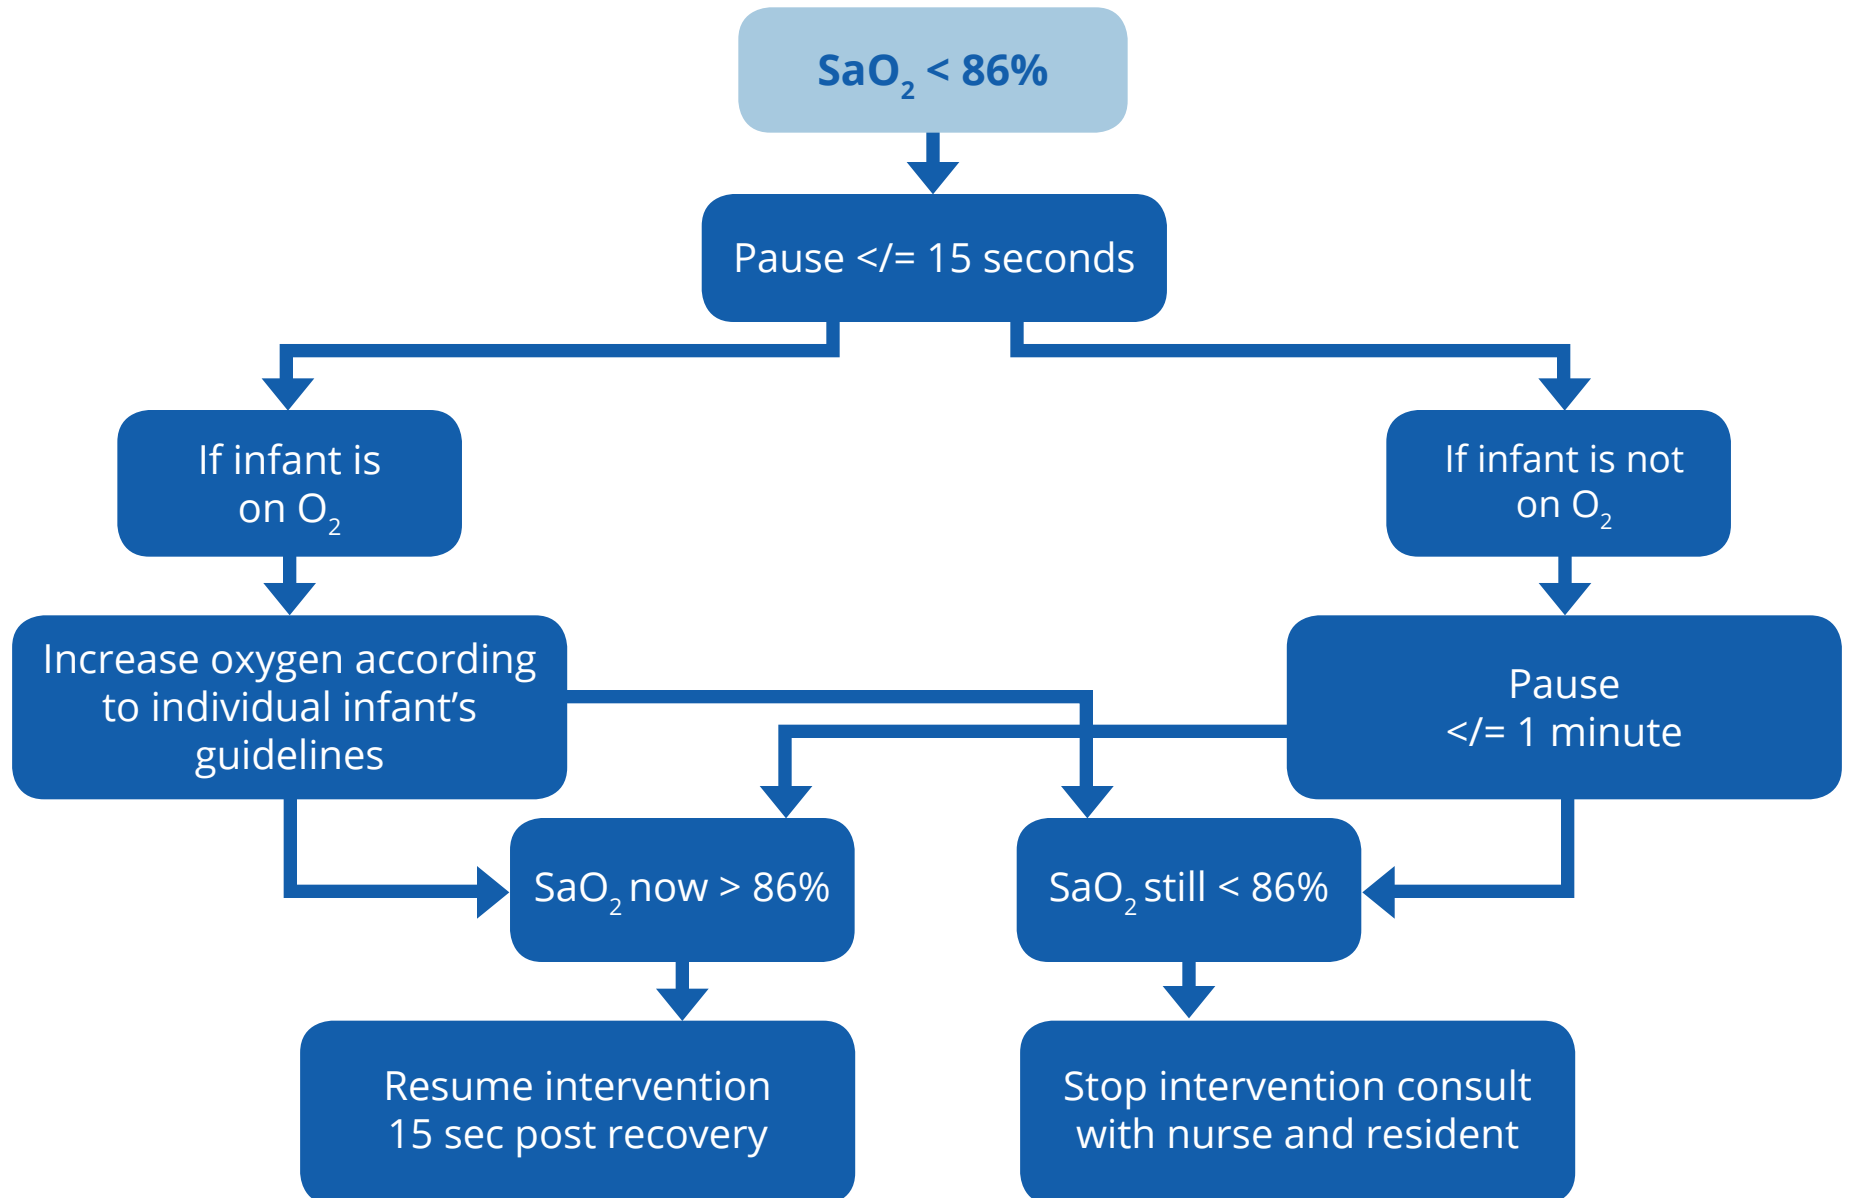 SaO₂ < 86%
Pause </= 15 seconds
If infant is
on O₂
If infant is not
on O₂
Increase oxygen according
to individual infant’s
guidelines
Pause
</= 1 minute
SaO₂ now > 86%
SaO₂ still < 86%
Resume intervention
15 sec post recovery
Stop intervention consult
with nurse and resident